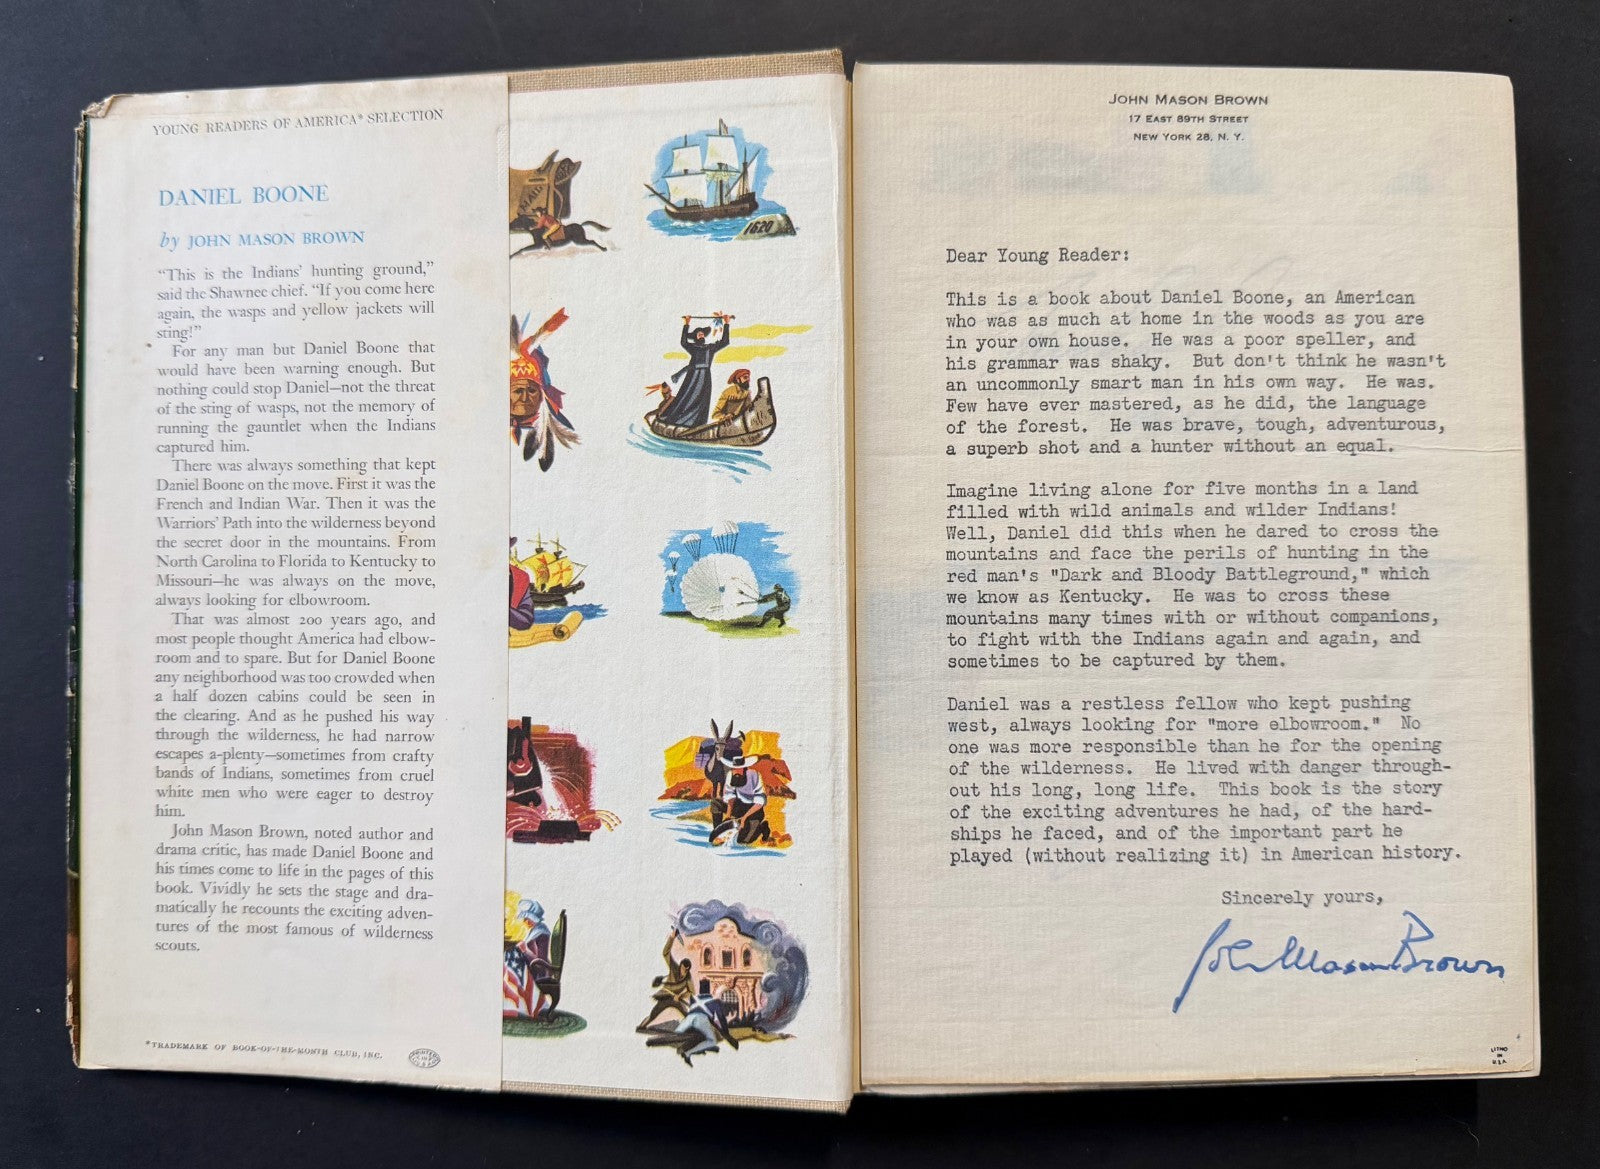 YOUNG READERS OF AMERICA* SELECTION
DANIEL BOONE
by JOHN MASON BROWN
“This is the Indians’ hunting ground,”
said the Shawnee chief. “If you come here
again, the wasps and yellow jackets will
sting!”
For any man but Daniel Boone that
would have been warning enough. But
nothing could stop Daniel—not the threat
of the sting of wasps, not the memory of
running the gauntlet when the Indians
captured him.
There was always something that kept
Daniel Boone on the move. First it was the
French and Indian War. Then it was the
Warriors’ Path into the wilderness beyond
the secret door in the mountains. From
North Carolina to Florida to Kentucky to
Missouri—he was always on the move,
always looking for elbowroom.
That was almost 200 years ago, and
most people thought America had elbow-
room and to spare. But for Daniel Boone
any neighborhood was too crowded when
a half dozen cabins could be seen in
the clearing. And as he pushed his way
through the wilderness, he had narrow
escapes a-plenty—sometimes from crafty
bands of Indians, sometimes from cruel
white men who were eager to destroy
him.
John Mason Brown, noted author and
drama critic, has made Daniel Boone and
his times come to life in the pages of this
book. Vividly he sets the stage and dra-
matically he recounts the exciting adven-
tures of the most famous of wilderness
scouts.
*TRADEMARK OF BOOK-OF-THE-MONTH CLUB, INC.
MAIL
1620
JOHN MASON BROWN
17 EAST 89TH STREET
NEW YORK 28, N. Y.
Dear Young Reader:
This is a book about Daniel Boone, an American
who was as much at home in the woods as you are
in your own house. He was a poor speller, and
his grammar was shaky. But don't think he wasn't
an uncommonly smart man in his own way. He was.
Few have ever mastered, as he did, the language
of the forest. He was brave, tough, adventurous,
a superb shot and a hunter without an equal.
Imagine living alone for five months in a land
filled with wild animals and wilder Indians!
Well, Daniel did this when he dared to cross the
mountains and face the perils of hunting in the
red man's "Dark and Bloody Battleground," which
we know as Kentucky. He was to cross these
mountains many times with or without companions,
to fight with the Indians again and again, and
sometimes to be captured by them.
Daniel was a restless fellow who kept pushing
west, always looking for "more elbowroom." No
one was more responsible than he for the opening
of the wilderness. He lived with danger through-
out his long, long life. This book is the story
of the exciting adventures he had, of the hard-
ships he faced, and of the important part he
played (without realizing it) in American history.
Sincerely yours,
John Mason Brown
LITHO
IN
U.S.A.